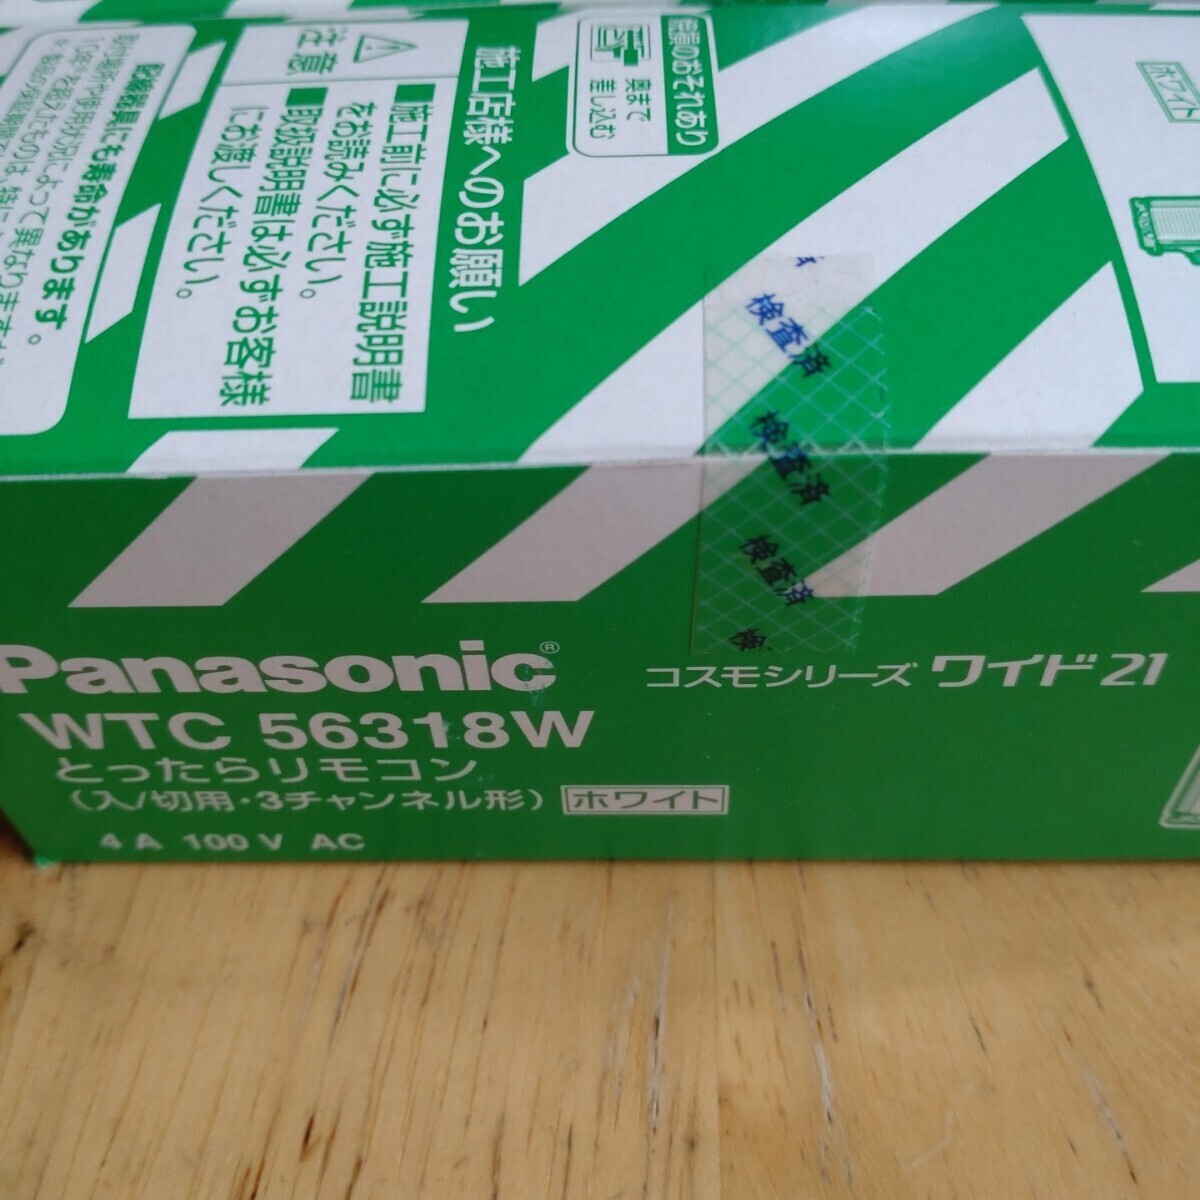 配線器具にも寿命があります。
施工店様へのお願い
注意
■施工前に必ず施工説明書
をお読みください。
■取扱説明書は必ずお客様
にお渡しください。
焼損のおそれあり
奥まで
差し込む
ホワイト
検査済
検査済
検査済
検
Panasonic®
コスモシリーズ ワイド21
WTC 56318W
とったらリモコン
(入/切用・3チャンネル形) ホワイト
4 A 100 V AC